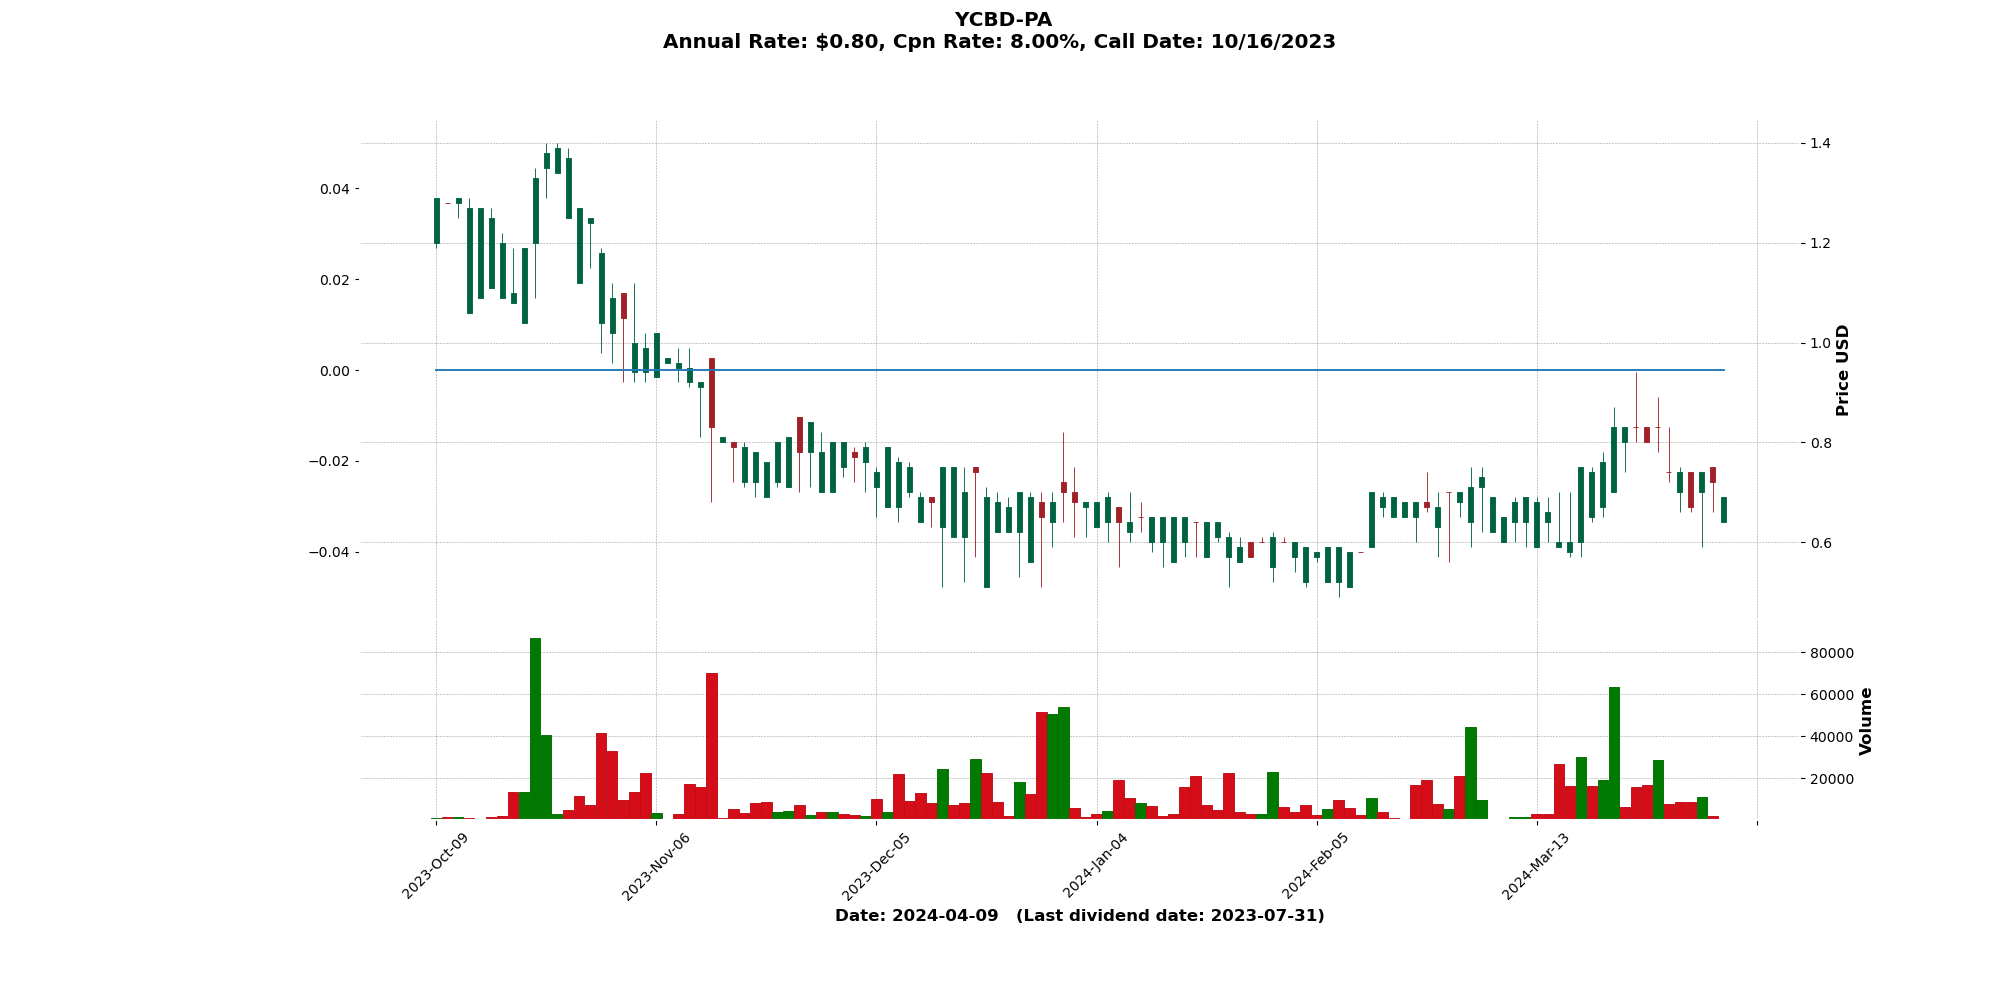 YCBD-PA
Annual Rate: $0.80, Cpn Rate: 8.00%, Call Date: 10/16/2023
0.04
0.02
0.00
−0.02
−0.04
1.4
1.2
1.0
0.8
0.6
Price USD
80000
60000
40000
20000
Volume
2023-Oct-09
2023-Nov-06
2023-Dec-05
2024-Jan-04
2024-Feb-05
2024-Mar-13
Date: 2024-04-09   (Last dividend date: 2023-07-31)